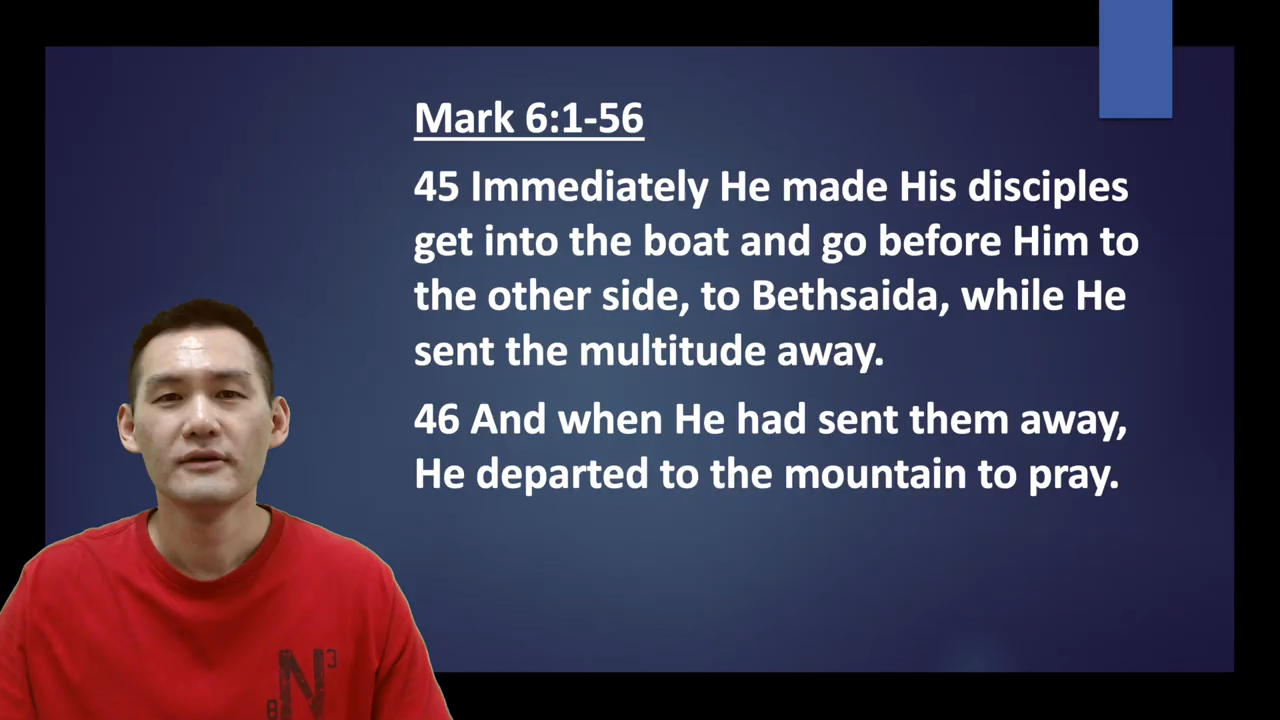 Mark 6:1-56
45 Immediately He made His disciples
get into the boat and go before Him to
the other side, to Bethsaida, while He
sent the multitude away.
46 And when He had sent them away,
He departed to the mountain to pray.
N3
8